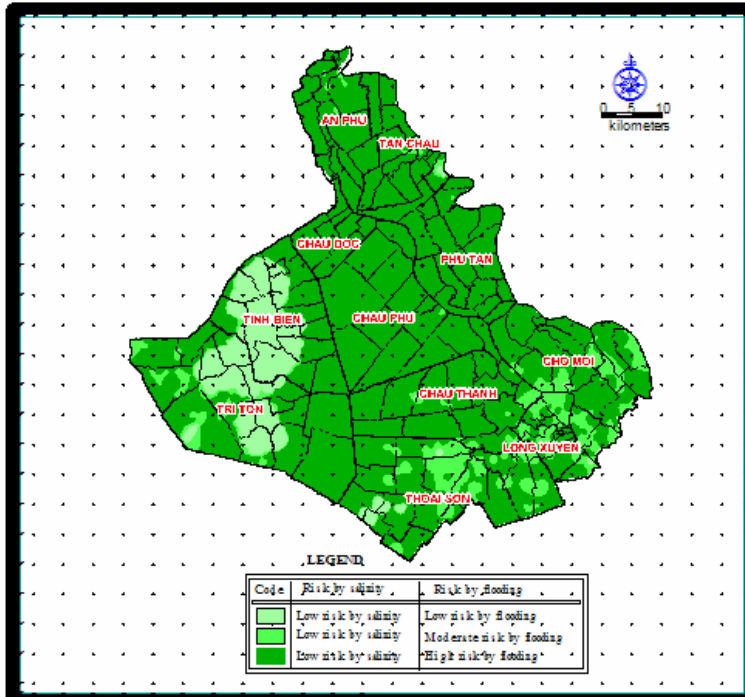 AN PHU
TAN CHAU
0 5 10
kilometers
CHAU DOC
PHU TAN
TINH BIEN
CHAU PHU
CHO MOI
CHAU THANH
TRI TON
LONG XUYEN
THOAI SON
LEGEND
Code Risk by salinity Risk by flooding
Low risk by salinity Low risk by flooding
Low risk by salinity Moderate risk by flooding
Low risk by salinity High risk by flooding